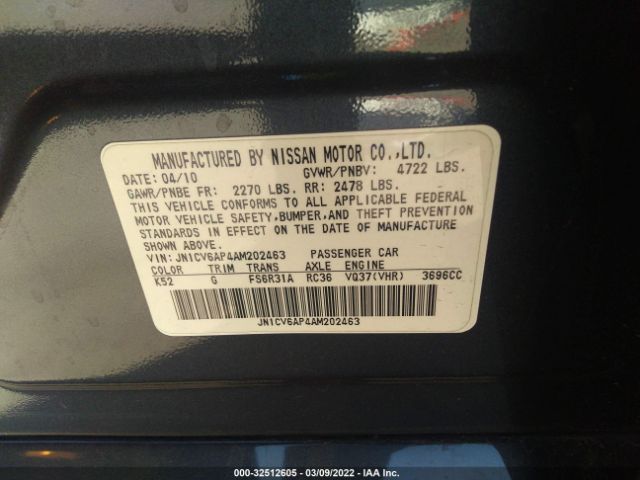 MANUFACTURED BY NISSAN MOTOR CO.,LTD.
DATE: 04/10 GVWR/PNBV: 4722 LBS.
GAWR/PNBE FR: 2270 LBS. RR: 2478 LBS.
THIS VEHICLE CONFORMS TO ALL APPLICABLE FEDERAL
MOTOR VEHICLE SAFETY,BUMPER,AND THEFT PREVENTION
STANDARDS IN EFFECT ON THE DATE OF MANUFACTURE
SHOWN ABOVE.
VIN: JN1CV6AP4AM202463 PASSENGER CAR
COLOR TRIM TRANS AXLE ENGINE
K52 G FS6R31A RC36 VQ37(VHR) 3696CC
JN1CV6AP4AM202463
000-32512605 - 03/09/2022 - IAA Inc.